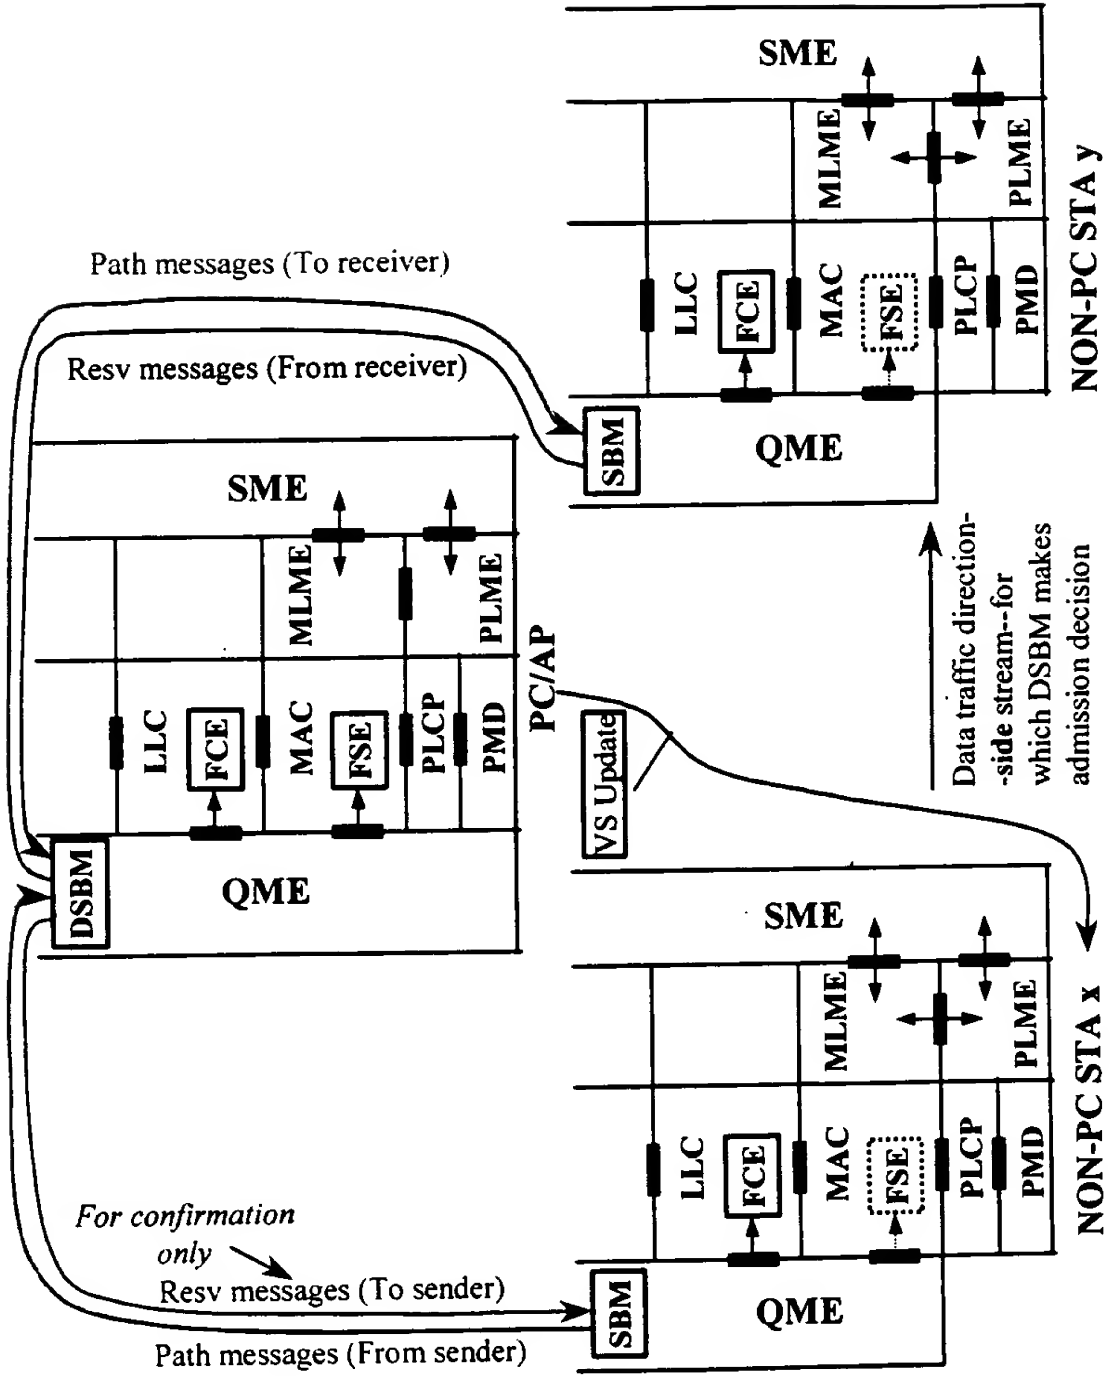 SME
MLME
PLME
LLC
FCE
MAC
FSE
PLCP
PMD
SBM
QME
NON-PC STA y
Path messages (To receiver)
Resv messages (From receiver)
SME
MLME
PLME
LLC
FCE
MAC
FSE
PLCP
PMD
DSBM
QME
PC/AP
VS Update
Data traffic direction-
-side stream--for
which DSBM makes
admission decision
SME
MLME
PLME
LLC
FCE
MAC
FSE
PLCP
PMD
SBM
QME
NON-PC STA x
For confirmation
only
Resv messages (To sender)
Path messages (From sender)